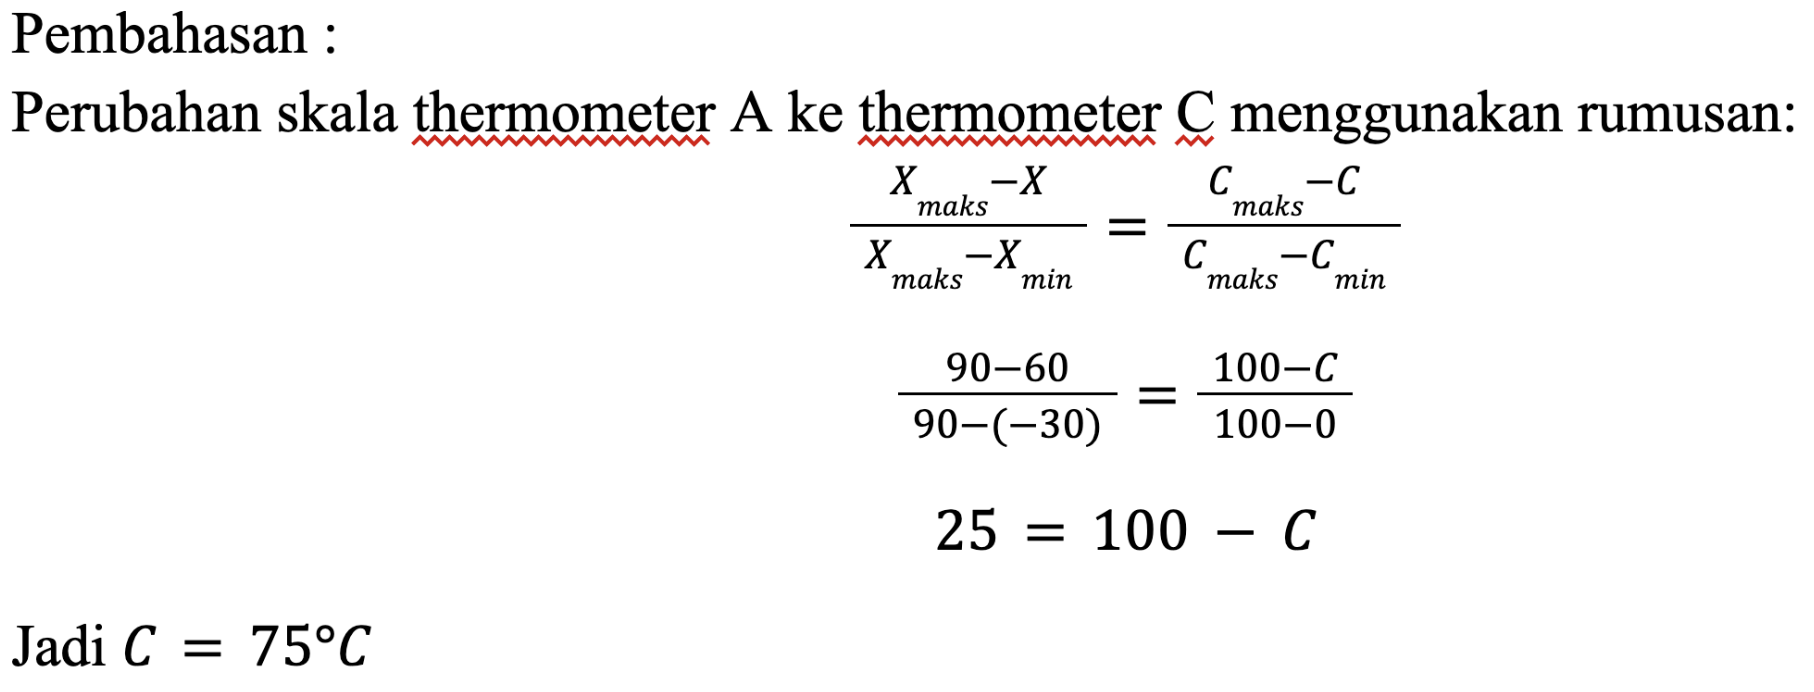 Pembahasan :
Perubahan skala thermometer A ke thermometer C menggunakan rumusan:
\frac{X_{maks}-X}{X_{maks}-X_{min}} = \frac{C_{maks}-C}{C_{maks}-C_{min}}
\frac{90-60}{90-(-30)} = \frac{100-C}{100-0}
25 = 100 - C
Jadi C = 75°C